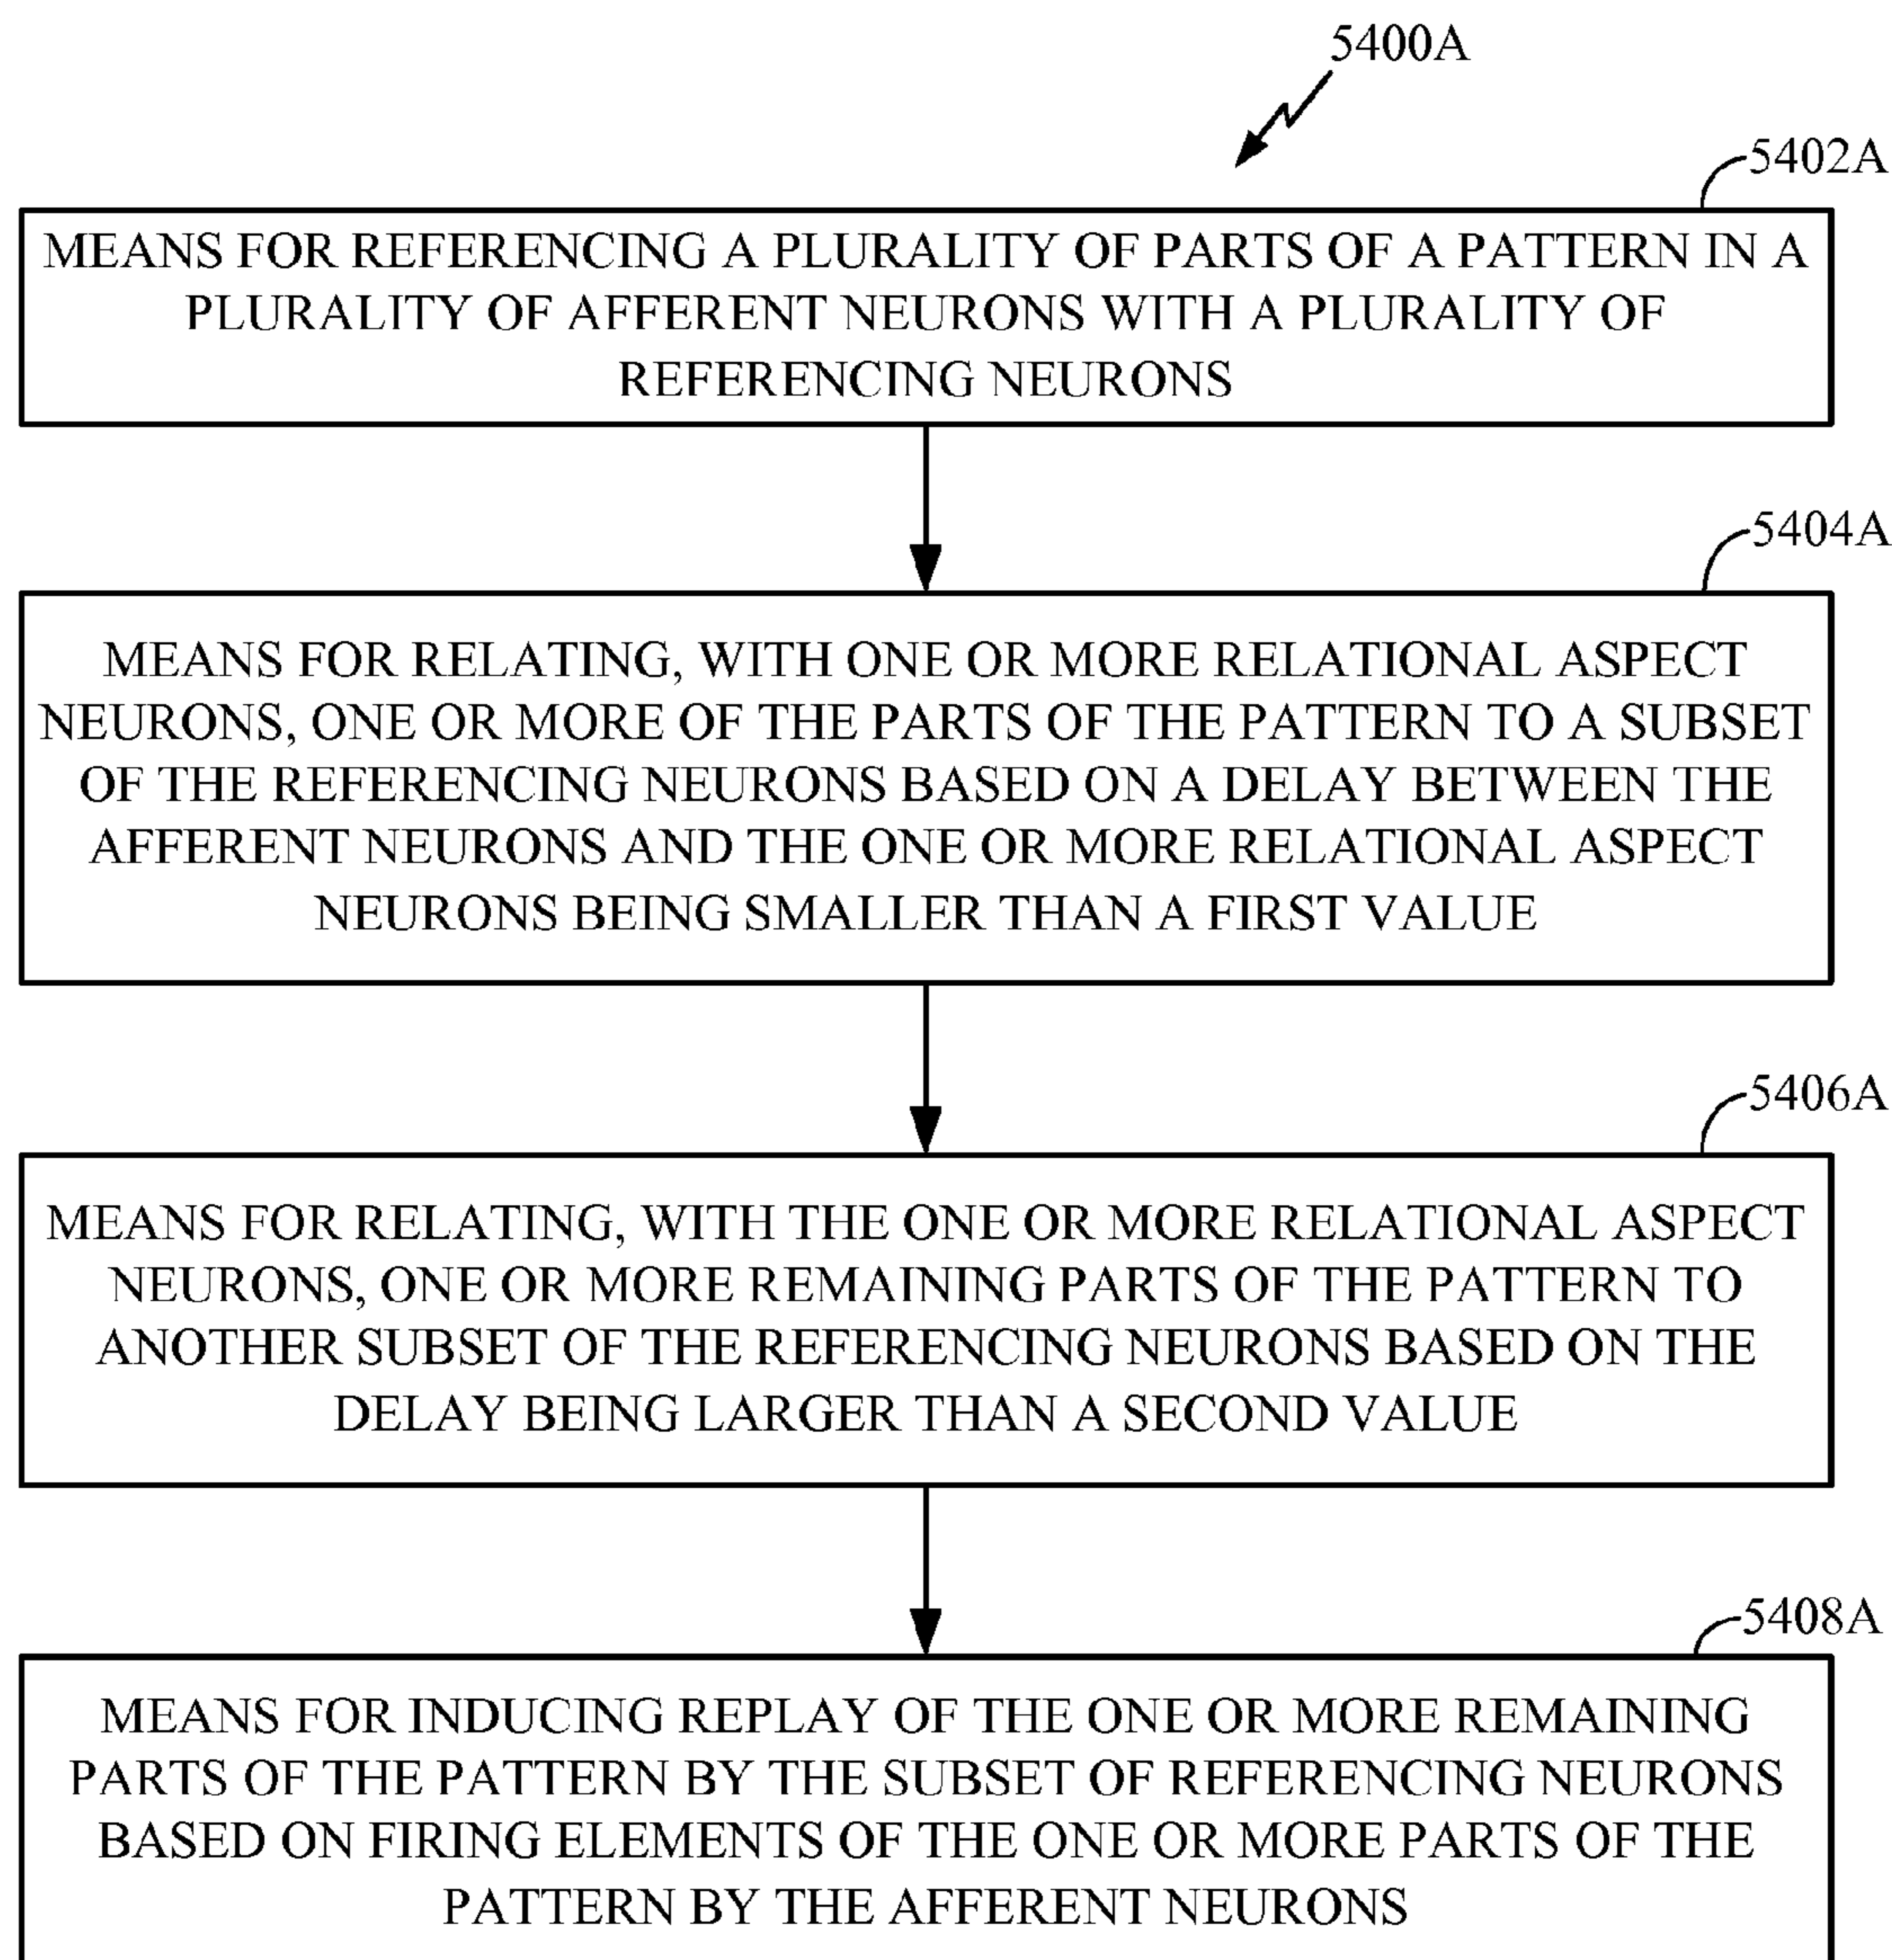 5400A
5402A
MEANS FOR REFERENCING A PLURALITY OF PARTS OF A PATTERN IN A
PLURALITY OF AFFERENT NEURONS WITH A PLURALITY OF
REFERENCING NEURONS
5404A
MEANS FOR RELATING, WITH ONE OR MORE RELATIONAL ASPECT
NEURONS, ONE OR MORE OF THE PARTS OF THE PATTERN TO A SUBSET
OF THE REFERENCING NEURONS BASED ON A DELAY BETWEEN THE
AFFERENT NEURONS AND THE ONE OR MORE RELATIONAL ASPECT
NEURONS BEING SMALLER THAN A FIRST VALUE
5406A
MEANS FOR RELATING, WITH THE ONE OR MORE RELATIONAL ASPECT
NEURONS, ONE OR MORE REMAINING PARTS OF THE PATTERN TO
ANOTHER SUBSET OF THE REFERENCING NEURONS BASED ON THE
DELAY BEING LARGER THAN A SECOND VALUE
5408A
MEANS FOR INDUCING REPLAY OF THE ONE OR MORE REMAINING
PARTS OF THE PATTERN BY THE SUBSET OF REFERENCING NEURONS
BASED ON FIRING ELEMENTS OF THE ONE OR MORE PARTS OF THE
PATTERN BY THE AFFERENT NEURONS